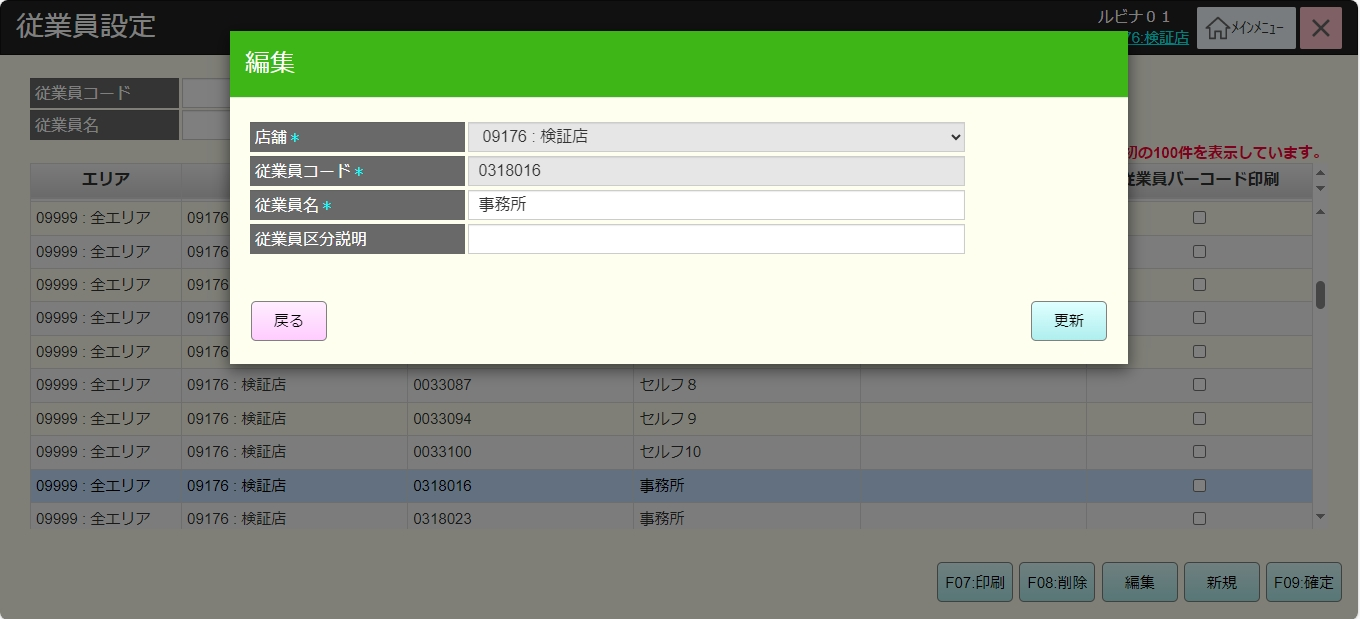 従業員設定
ルビナ０１
76:検証店
メインメニュー
編集
従業員コード
従業員名
店舗*
09176 : 検証店
従業員コード*
0318016
従業員名*
事務所
従業員区分説明
戻る
更新
初の100件を表示しています。
エリア
従業員バーコード印刷
09999 : 全エリア 09176
09999 : 全エリア 09176
09999 : 全エリア 09176
09999 : 全エリア 09176
09999 : 全エリア 09176
09999 : 全エリア 09176 : 検証店 0033087 セルフ８
09999 : 全エリア 09176 : 検証店 0033094 セルフ９
09999 : 全エリア 09176 : 検証店 0033100 セルフ10
09999 : 全エリア 09176 : 検証店 0318016 事務所
09999 : 全エリア 09176 : 検証店 0318023 事務所
F07:印刷 F08:削除 編集 新規 F09:確定